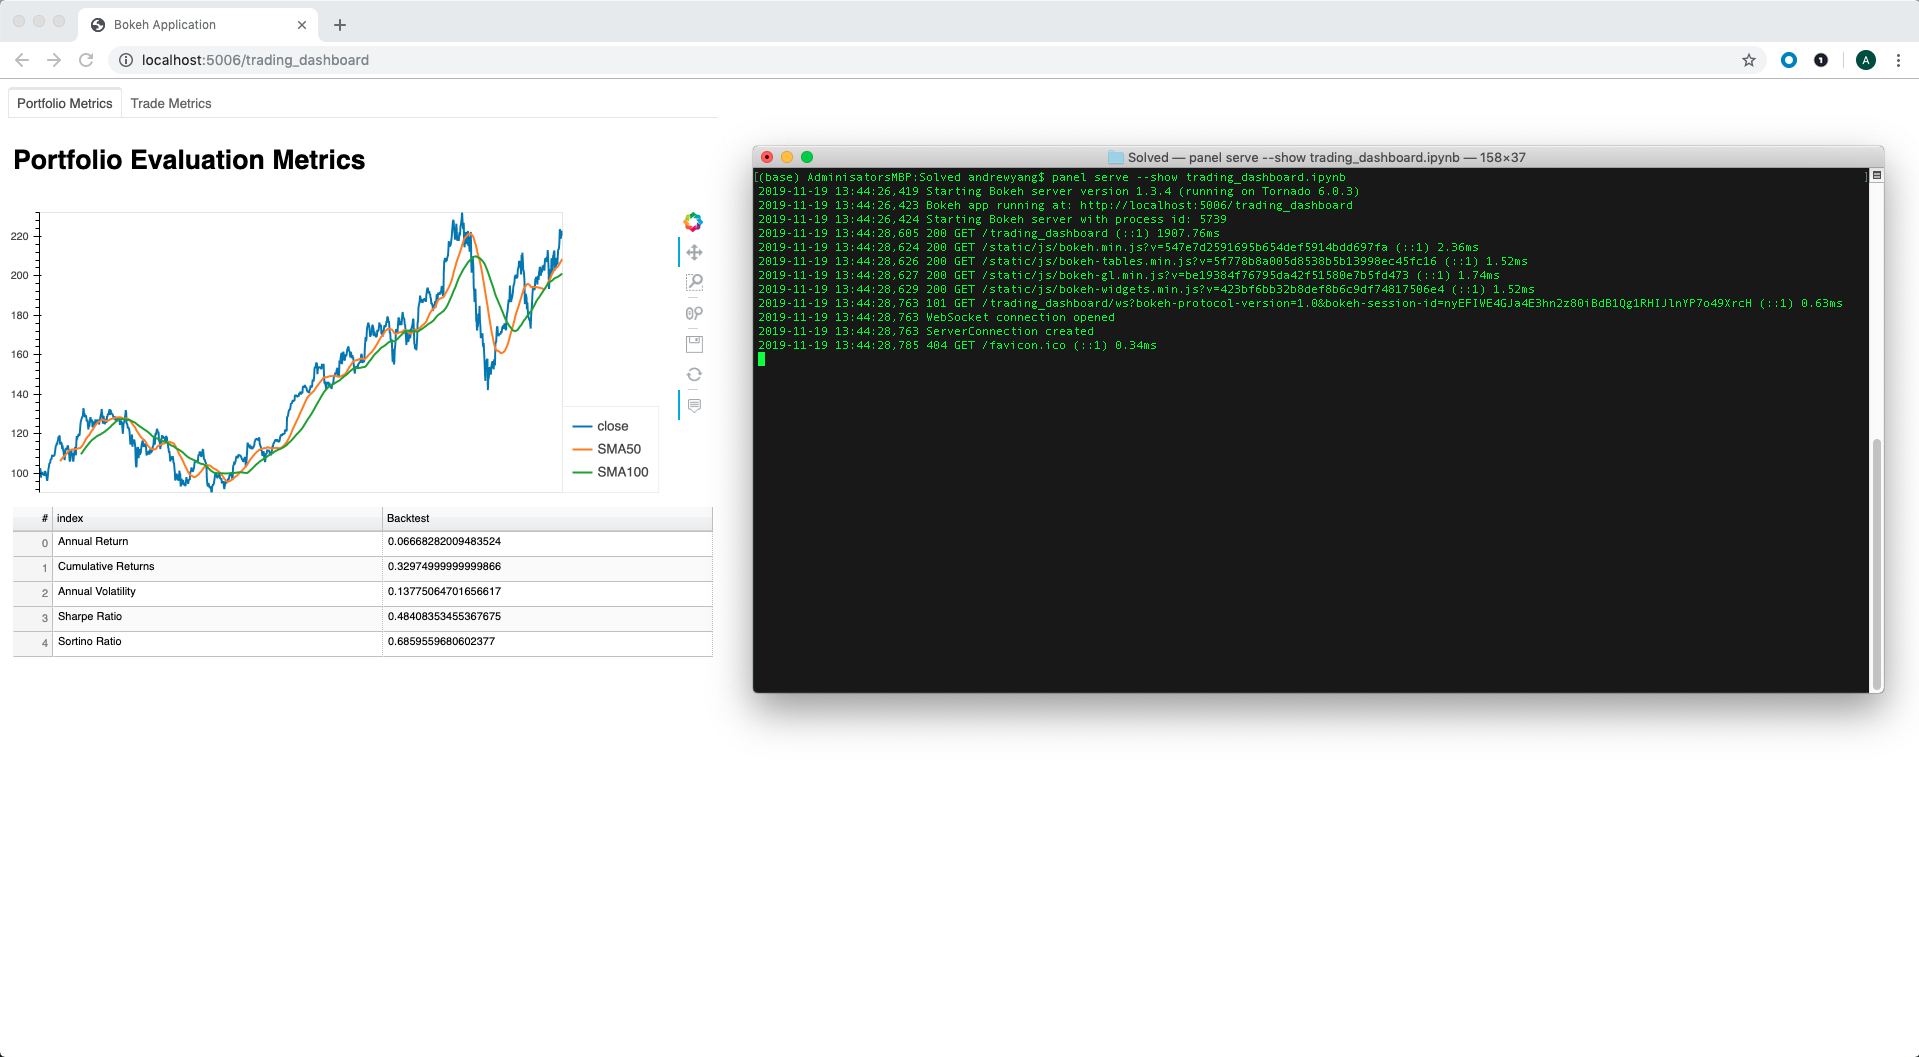 Bokeh Application
localhost:5006/trading_dashboard
A
Portfolio Metrics
Trade Metrics
Portfolio Evaluation Metrics
220
200
180
160
140
120
100
close
SMA50
SMA100
# index Backtest
0 Annual Return 0.06668282009483524
1 Cumulative Returns 0.32974999999999866
2 Annual Volatility 0.13775064701656617
3 Sharpe Ratio 0.48408353455367675
4 Sortino Ratio 0.6859559680602377
Solved — panel serve --show trading_dashboard.ipynb — 158×37
[(base) AdminisatorsMBP:Solved andrewyang$ panel serve --show trading_dashboard.ipynb ]
2019-11-19 13:44:26,419 Starting Bokeh server version 1.3.4 (running on Tornado 6.0.3)
2019-11-19 13:44:26,423 Bokeh app running at: http://localhost:5006/trading_dashboard
2019-11-19 13:44:26,424 Starting Bokeh server with process id: 5739
2019-11-19 13:44:28,605 200 GET /trading_dashboard (::1) 1907.76ms
2019-11-19 13:44:28,624 200 GET /static/js/bokeh.min.js?v=547e7d2591695b654def5914bdd697fa (::1) 2.36ms
2019-11-19 13:44:28,626 200 GET /static/js/bokeh-tables.min.js?v=5f778b8a005d8538b5b13998ec45fc16 (::1) 1.52ms
2019-11-19 13:44:28,627 200 GET /static/js/bokeh-gl.min.js?v=be19384f76795da42f51580e7b5fd473 (::1) 1.74ms
2019-11-19 13:44:28,629 200 GET /static/js/bokeh-widgets.min.js?v=423bf6bb32b8def8b6c9df74817506e4 (::1) 1.52ms
2019-11-19 13:44:28,763 101 GET /trading_dashboard/ws?bokeh-protocol-version=1.0&bokeh-session-id=nyEFIWE4GJa4E3hn2z80iBdB1Qg1RHIJlnYP7o49XrcH (::1) 0.63ms
2019-11-19 13:44:28,763 WebSocket connection opened
2019-11-19 13:44:28,763 ServerConnection created
2019-11-19 13:44:28,785 404 GET /favicon.ico (::1) 0.34ms